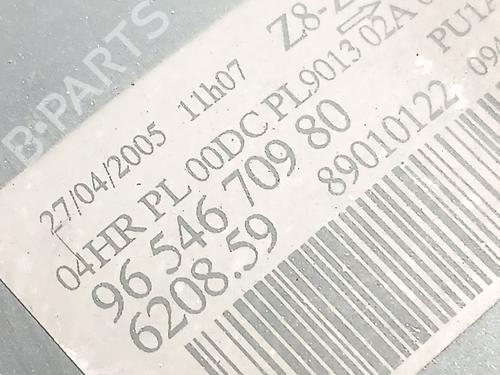 B-PARTS
27/04/2005 11h07 Z8-
04HR PL 00DC PL9013 02A
PU1A
96 546 709 80
6208.59 89010122 094